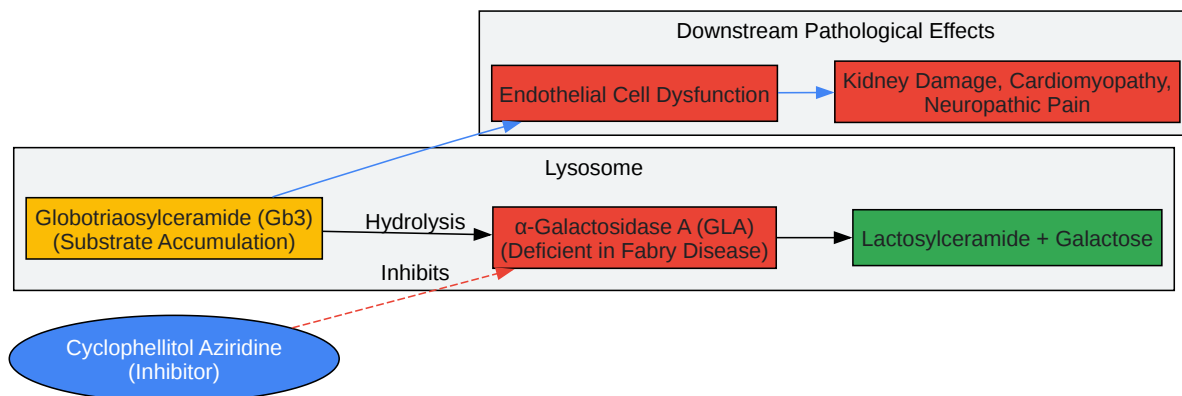 Downstream Pathological Effects
Endothelial Cell Dysfunction
Kidney Damage, Cardiomyopathy,
Neuropathic Pain
Lysosome
Globotriaosylceramide (Gb3)
(Substrate Accumulation)
Hydrolysis
α-Galactosidase A (GLA)
(Deficient in Fabry Disease)
Lactosylceramide + Galactose
Inhibits
Cyclophellitol Aziridine
(Inhibitor)